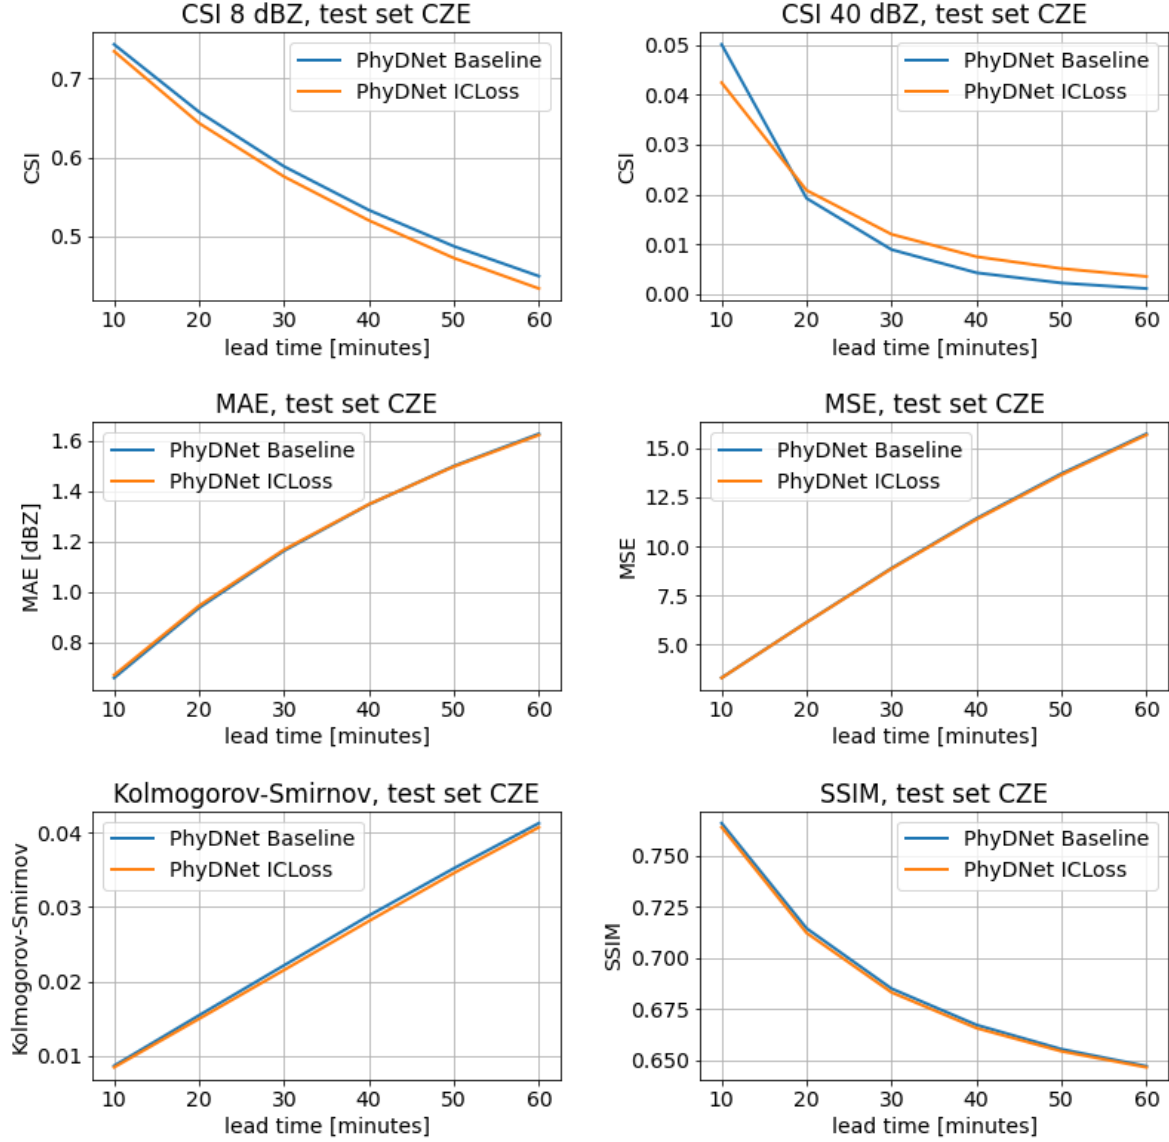 CSI 8 dBZ, test set CZE
CSI
0.7
0.6
0.5
PhyDNet Baseline
PhyDNet ICLoss
10 20 30 40 50 60
lead time [minutes]
CSI 40 dBZ, test set CZE
CSI
0.05
0.04
0.03
0.02
0.01
0.00
PhyDNet Baseline
PhyDNet ICLoss
10 20 30 40 50 60
lead time [minutes]
MAE, test set CZE
MAE [dBZ]
1.6
1.4
1.2
1.0
0.8
PhyDNet Baseline
PhyDNet ICLoss
10 20 30 40 50 60
lead time [minutes]
MSE, test set CZE
MSE
15.0
12.5
10.0
7.5
5.0
PhyDNet Baseline
PhyDNet ICLoss
10 20 30 40 50 60
lead time [minutes]
Kolmogorov-Smirnov, test set CZE
Kolmogorov-Smirnov
0.04
0.03
0.02
0.01
PhyDNet Baseline
PhyDNet ICLoss
10 20 30 40 50 60
lead time [minutes]
SSIM, test set CZE
SSIM
0.750
0.725
0.700
0.675
0.650
PhyDNet Baseline
PhyDNet ICLoss
10 20 30 40 50 60
lead time [minutes]